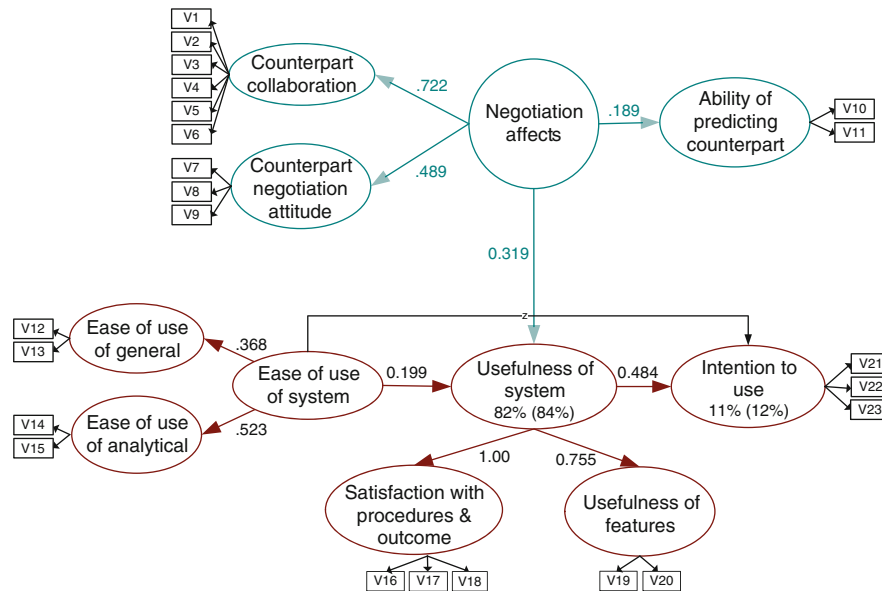 V1
V2
V3
V4
V5
V6
Counterpart
collaboration
.722
Negotiation
affects
.189
Ability of
predicting
counterpart
V10
V11
V7
V8
V9
Counterpart
negotiation
attitude
.489
0.319
z
V12
V13
Ease of use
of general
.368
Ease of use
of system
0.199
Usefulness of
system
82% (84%)
0.484
Intention to
use
11% (12%)
V21
V22
V23
V14
V15
Ease of use
of analytical
.523
1.00
0.755
Satisfaction with
procedures &
outcome
Usefulness of
features
V16
V17
V18
V19
V20